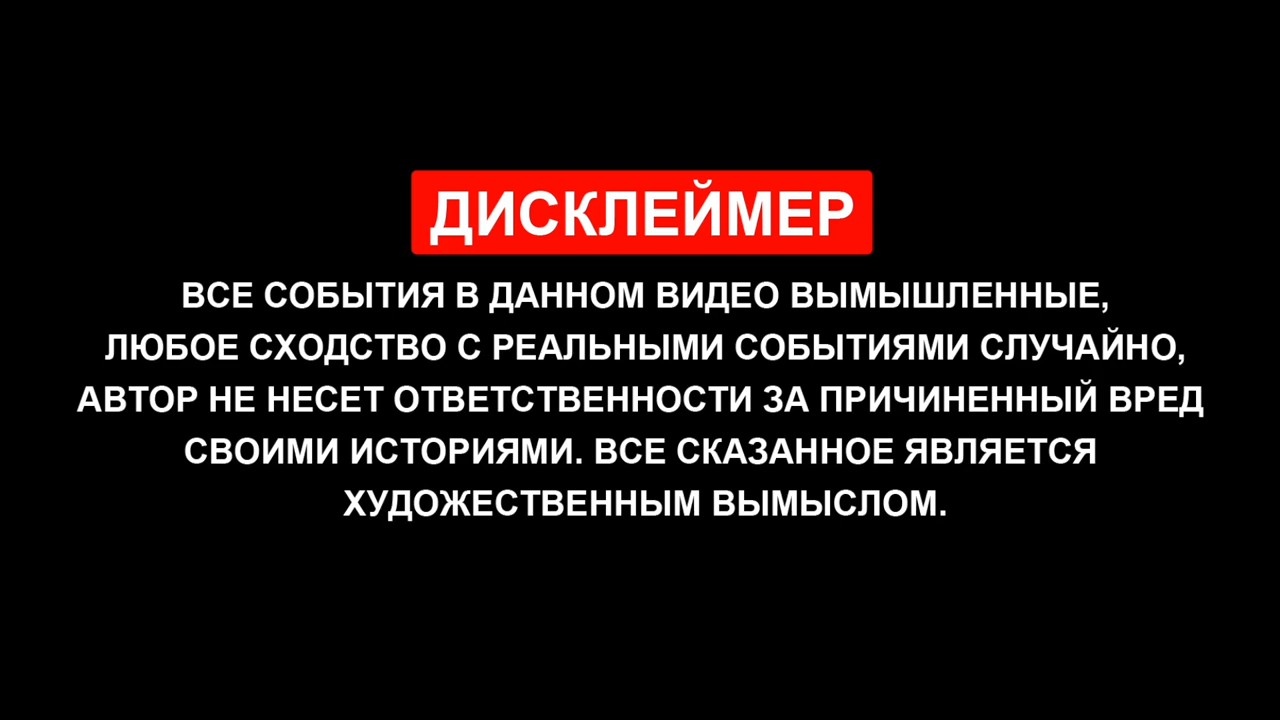 ДИСКЛЕЙМЕР
ВСЕ СОБЫТИЯ В ДАННОМ ВИДЕО ВЫМЫШЛЕННЫЕ,
ЛЮБОЕ СХОДСТВО С РЕАЛЬНЫМИ СОБЫТИЯМИ СЛУЧАЙНО,
АВТОР НЕ НЕСЕТ ОТВЕТСТВЕННОСТИ ЗА ПРИЧИНЕННЫЙ ВРЕД
СВОИМИ ИСТОРИЯМИ. ВСЕ СКАЗАННОЕ ЯВЛЯЕТСЯ
ХУДОЖЕСТВЕННЫМ ВЫМЫСЛОМ.